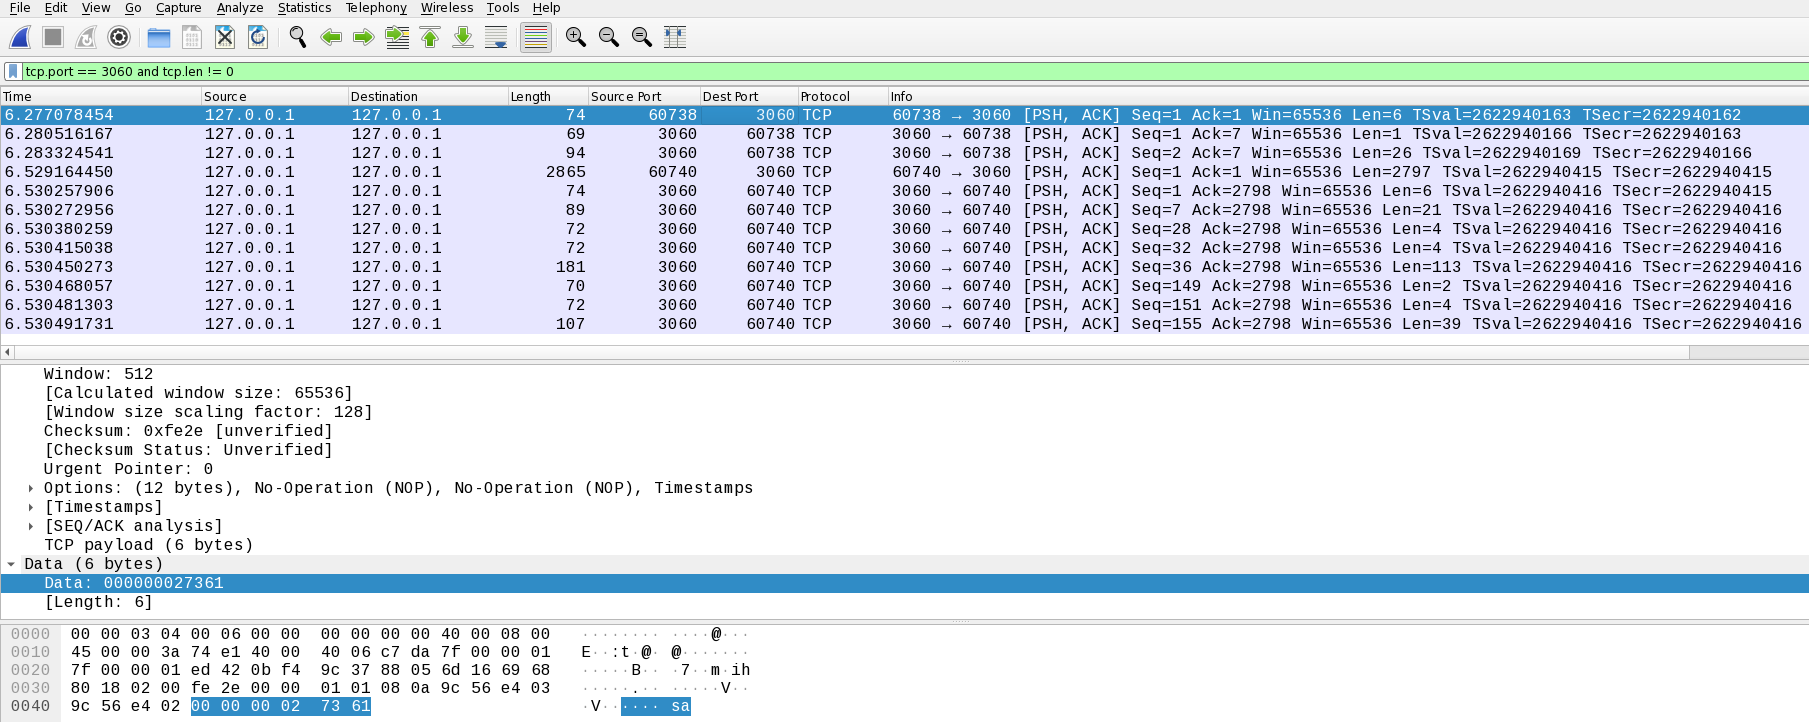 File Edit View Go Capture Analyze Statistics Telephony Wireless Tools Help
tcp.port == 3060 and tcp.len != 0
Time Source Destination Length Source Port Dest Port Protocol Info
6.277078454 127.0.0.1 127.0.0.1 74 60738 3060 TCP 60738 → 3060 [PSH, ACK] Seq=1 Ack=1 Win=65536 Len=6 TSval=2622940163 TSecr=2622940162
6.280516167 127.0.0.1 127.0.0.1 69 3060 60738 TCP 3060 → 60738 [PSH, ACK] Seq=1 Ack=7 Win=65536 Len=1 TSval=2622940166 TSecr=2622940163
6.283324541 127.0.0.1 127.0.0.1 94 3060 60738 TCP 3060 → 60738 [PSH, ACK] Seq=2 Ack=7 Win=65536 Len=26 TSval=2622940169 TSecr=2622940166
6.529164450 127.0.0.1 127.0.0.1 2865 60740 3060 TCP 60740 → 3060 [PSH, ACK] Seq=1 Ack=1 Win=65536 Len=2797 TSval=2622940415 TSecr=2622940415
6.530257906 127.0.0.1 127.0.0.1 74 3060 60740 TCP 3060 → 60740 [PSH, ACK] Seq=1 Ack=2798 Win=65536 Len=6 TSval=2622940416 TSecr=2622940415
6.530272956 127.0.0.1 127.0.0.1 89 3060 60740 TCP 3060 → 60740 [PSH, ACK] Seq=7 Ack=2798 Win=65536 Len=21 TSval=2622940416 TSecr=2622940416
6.530380259 127.0.0.1 127.0.0.1 72 3060 60740 TCP 3060 → 60740 [PSH, ACK] Seq=28 Ack=2798 Win=65536 Len=4 TSval=2622940416 TSecr=2622940416
6.530415038 127.0.0.1 127.0.0.1 72 3060 60740 TCP 3060 → 60740 [PSH, ACK] Seq=32 Ack=2798 Win=65536 Len=4 TSval=2622940416 TSecr=2622940416
6.530450273 127.0.0.1 127.0.0.1 181 3060 60740 TCP 3060 → 60740 [PSH, ACK] Seq=36 Ack=2798 Win=65536 Len=113 TSval=2622940416 TSecr=2622940416
6.530468057 127.0.0.1 127.0.0.1 70 3060 60740 TCP 3060 → 60740 [PSH, ACK] Seq=149 Ack=2798 Win=65536 Len=2 TSval=2622940416 TSecr=2622940416
6.530481303 127.0.0.1 127.0.0.1 72 3060 60740 TCP 3060 → 60740 [PSH, ACK] Seq=151 Ack=2798 Win=65536 Len=4 TSval=2622940416 TSecr=2622940416
6.530491731 127.0.0.1 127.0.0.1 107 3060 60740 TCP 3060 → 60740 [PSH, ACK] Seq=155 Ack=2798 Win=65536 Len=39 TSval=2622940416 TSecr=2622940416
Window: 512
[Calculated window size: 65536]
[Window size scaling factor: 128]
Checksum: 0xfe2e [unverified]
[Checksum Status: Unverified]
Urgent Pointer: 0
Options: (12 bytes), No-Operation (NOP), No-Operation (NOP), Timestamps
[Timestamps]
[SEQ/ACK analysis]
TCP payload (6 bytes)
Data (6 bytes)
Data: 000000027361
[Length: 6]
0000 00 00 03 04 00 06 00 00 00 00 00 00 40 00 08 00 ········ ····@···
0010 45 00 00 3a 74 e1 40 00 40 06 c7 da 7f 00 00 01 E··:t·@· @·······
0020 7f 00 00 01 ed 42 0b f4 9c 37 88 05 6d 16 69 68 ·····B·· ·7··m·ih
0030 80 18 02 00 fe 2e 00 00 01 01 08 0a 9c 56 e4 03 ·····.·· ·····V··
0040 9c 56 e4 02 00 00 00 02 73 61 ·V······ sa